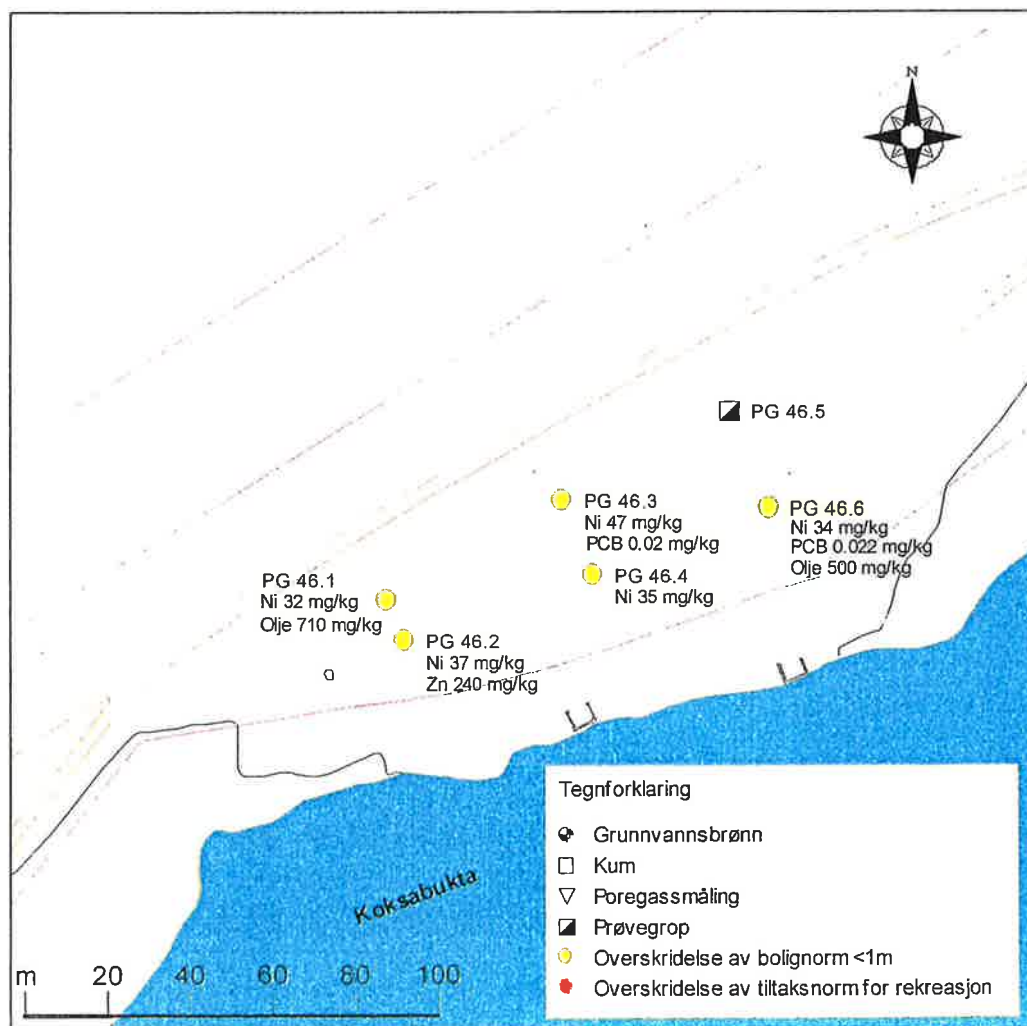 N
PG 46.5
PG 46.3
Ni 47 mg/kg
PCB 0.02 mg/kg
PG 46.6
Ni 34 mg/kg
PCB 0.022 mg/kg
Olje 500 mg/kg
PG 46.4
Ni 35 mg/kg
PG 46.1
Ni 32 mg/kg
Olje 710 mg/kg
PG 46.2
Ni 37 mg/kg
Zn 240 mg/kg
Koksabukta
Tegnforklaring
Grunnvannsbrønn
Kum
Poregassmåling
Prøvegrop
Overskridelse av bolignorm <1m
Overskridelse av tiltaksnorm for rekreasjon
m 20 40 60 80 100